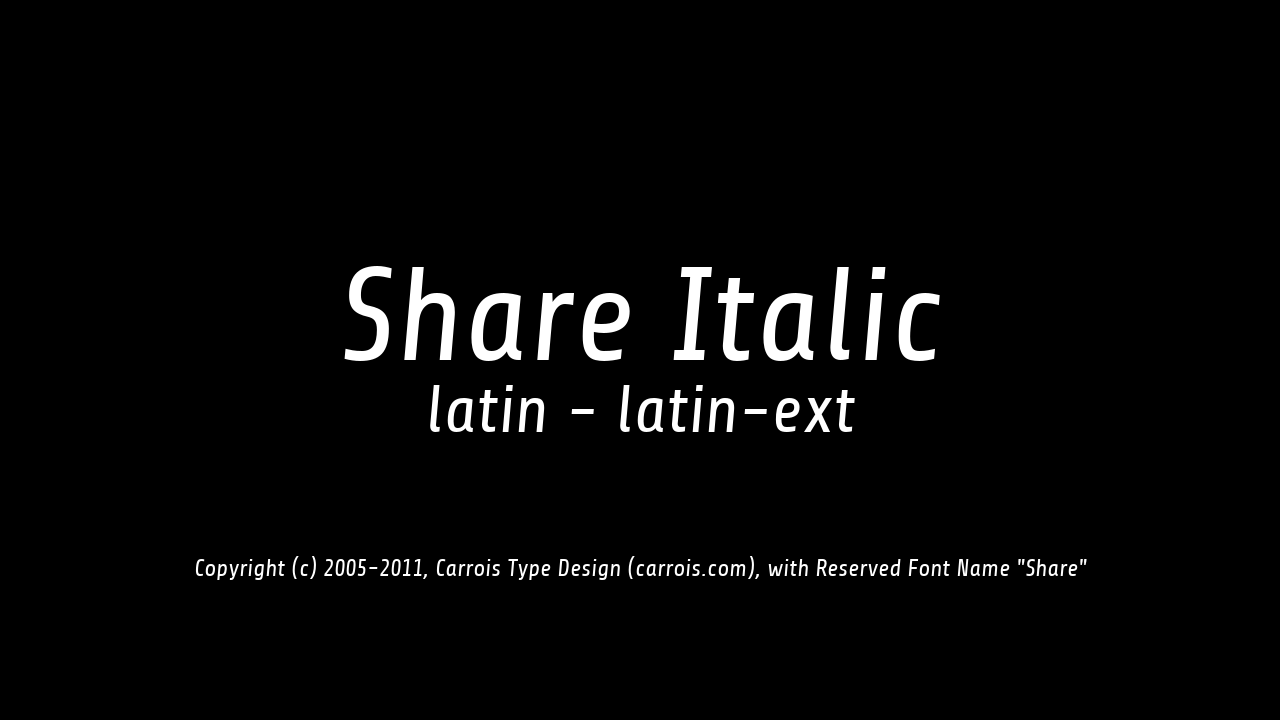 Share Italic
latin - latin-ext
Copyright (c) 2005-2011, Carrois Type Design (carrois.com), with Reserved Font Name "Share"